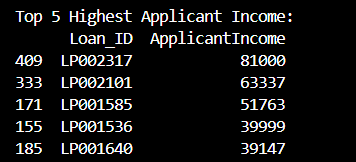 Top 5 Highest Applicant Income:
Loan_ID ApplicantIncome
409 LP002317 81000
333 LP002101 63337
171 LP001585 51763
155 LP001536 39999
185 LP001640 39147